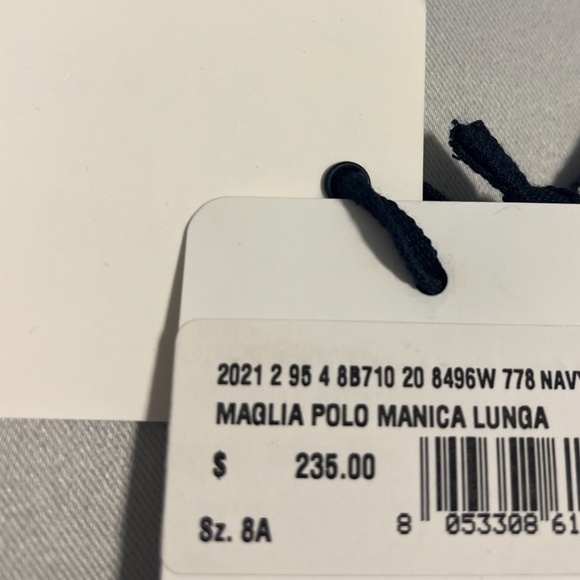 2021 2 95 4 8B710 20 8496W 778 NAVY
MAGLIA POLO MANICA LUNGA
$ 235.00
Sz. 8A
8 053308 61